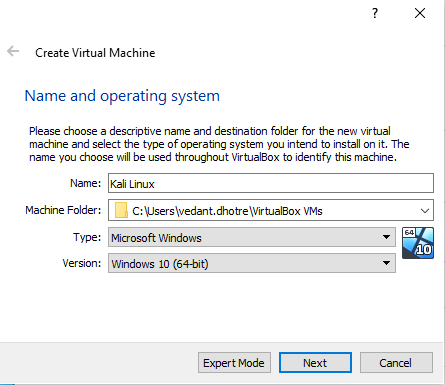 ?
Create Virtual Machine
Name and operating system
Please choose a descriptive name and destination folder for the new virtual
machine and select the type of operating system you intend to install on it. The
name you choose will be used throughout VirtualBox to identify this machine.
Name: Kali Linux
Machine Folder: C:\Users\vedant.dhotre\VirtualBox VMs
Type: Microsoft Windows
64
Version: Windows 10 (64-bit)
10
Expert Mode Next Cancel